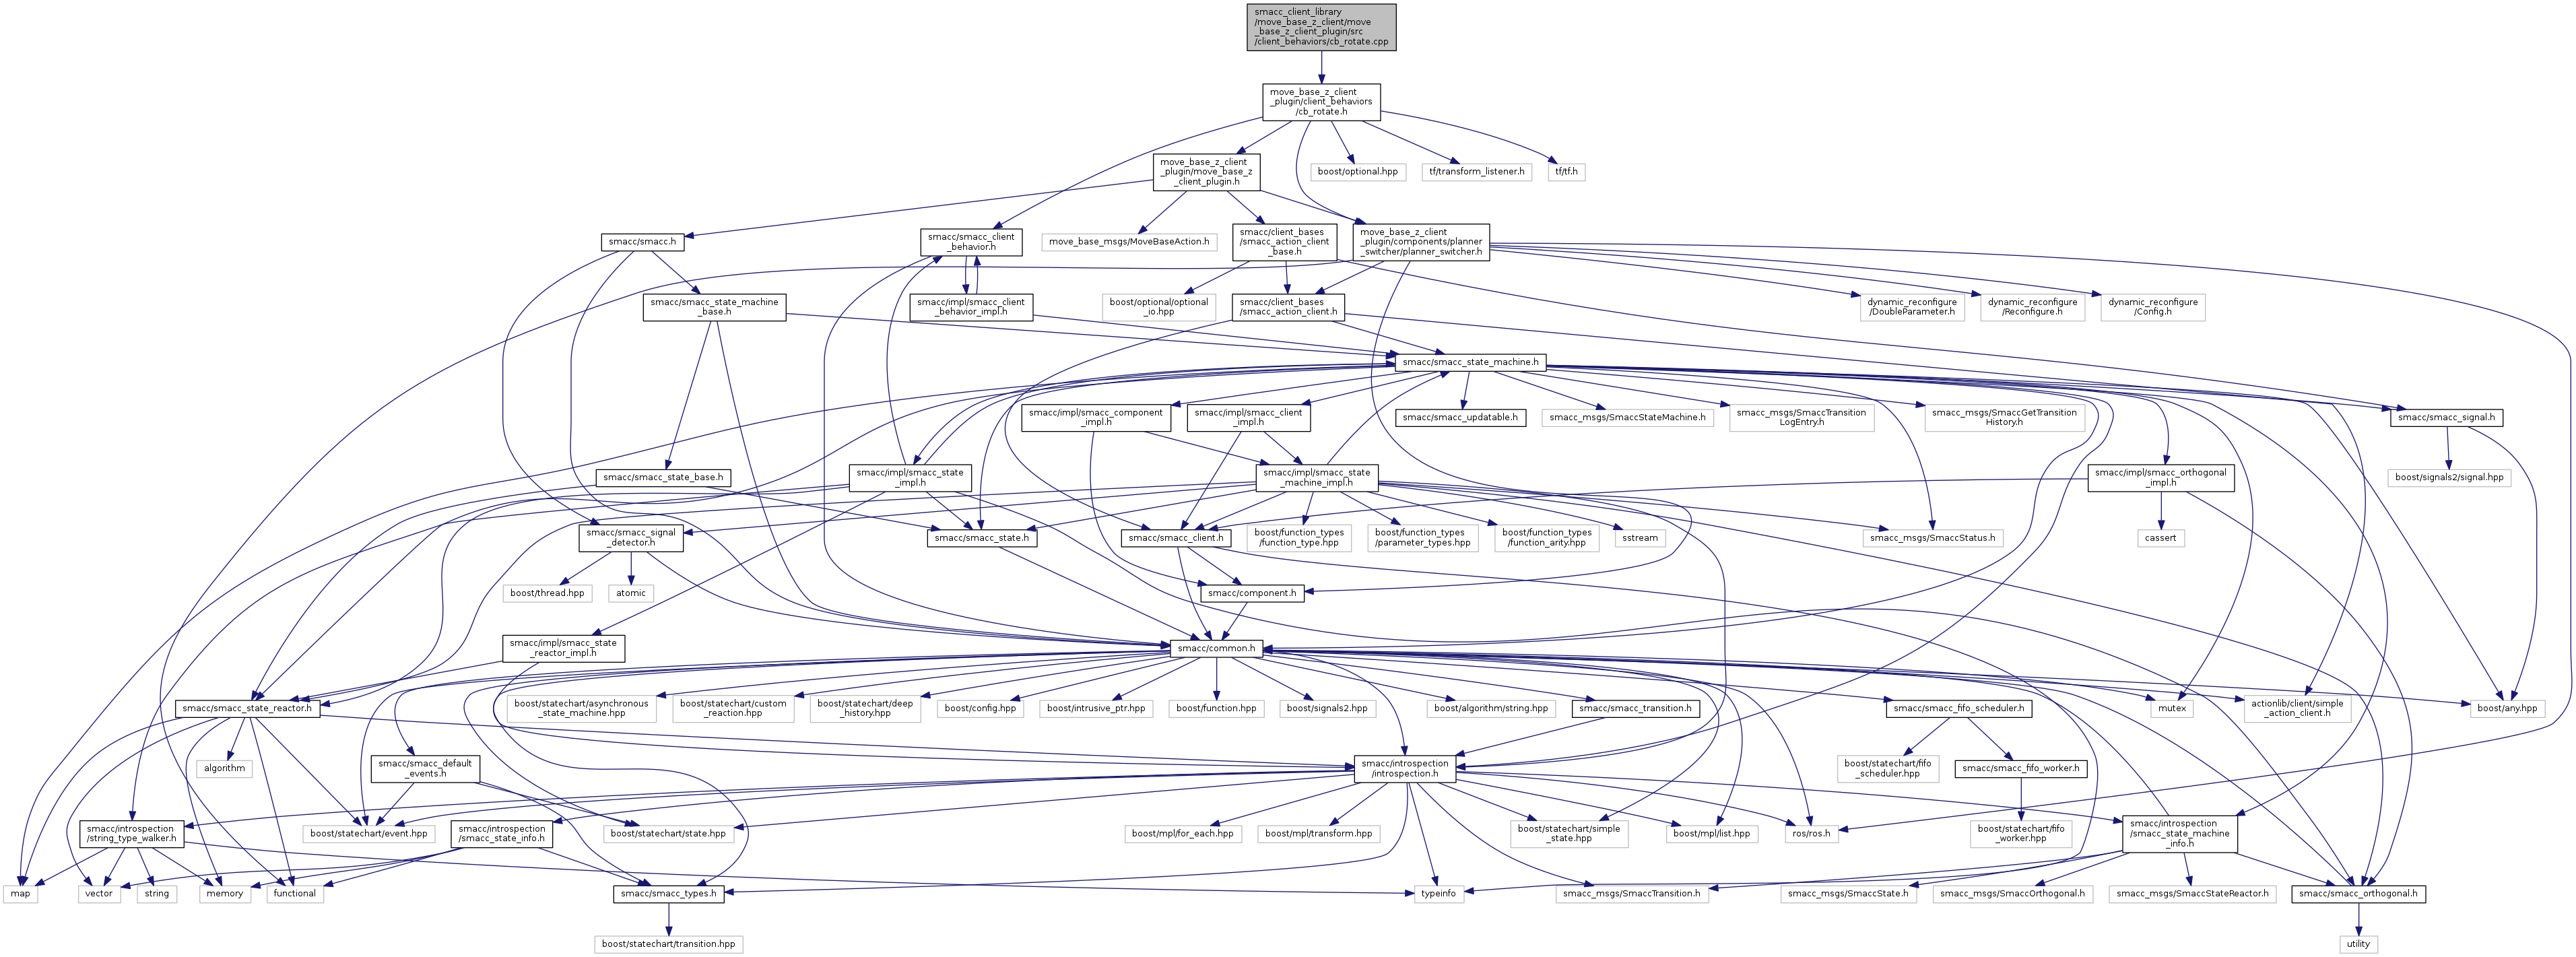 smacc_client_library
/move_base_z_client/move
_base_z_client_plugin/src
/client_behaviors/cb_rotate.cpp
move_base_z_client
_plugin/client_behaviors
/cb_rotate.h
move_base_z_client
_plugin/move_base_z
_client_plugin.h
boost/optional.hpp
tf/transform_listener.h
tf/tf.h
smacc/smacc.h
smacc/smacc_client
_behavior.h
move_base_msgs/MoveBaseAction.h
smacc/client_bases
/smacc_action_client
_base.h
move_base_z_client
_plugin/components/planner
_switcher/planner_switcher.h
smacc/smacc_state_machine
_base.h
smacc/impl/smacc_client
_behavior_impl.h
boost/optional/optional
_io.hpp
smacc/client_bases
/smacc_action_client.h
dynamic_reconfigure
/DoubleParameter.h
dynamic_reconfigure
/Reconfigure.h
dynamic_reconfigure
/Config.h
smacc/smacc_state_machine.h
smacc/impl/smacc_component
_impl.h
smacc/impl/smacc_client
_impl.h
smacc/smacc_updatable.h
smacc_msgs/SmaccStateMachine.h
smacc_msgs/SmaccTransition
LogEntry.h
smacc_msgs/SmaccGetTransition
History.h
smacc/smacc_signal.h
smacc/smacc_state_base.h
smacc/impl/smacc_state
_impl.h
smacc/impl/smacc_state
_machine_impl.h
smacc/impl/smacc_orthogonal
_impl.h
boost/signals2/signal.hpp
smacc/smacc_signal
_detector.h
smacc/smacc_state.h
smacc/smacc_client.h
boost/function_types
/function_type.hpp
boost/function_types
/parameter_types.hpp
boost/function_types
/function_arity.hpp
sstream
smacc_msgs/SmaccStatus.h
cassert
boost/thread.hpp
atomic
smacc/component.h
smacc/impl/smacc_state
_reactor_impl.h
smacc/common.h
smacc/smacc_state_reactor.h
boost/statechart/asynchronous
_state_machine.hpp
boost/statechart/custom
_reaction.hpp
boost/statechart/deep
_history.hpp
boost/config.hpp
boost/intrusive_ptr.hpp
boost/function.hpp
boost/signals2.hpp
boost/algorithm/string.hpp
smacc/smacc_transition.h
smacc/smacc_fifo_scheduler.h
mutex
actionlib/client/simple
_action_client.h
boost/any.hpp
algorithm
smacc/smacc_default
_events.h
smacc/introspection
/introspection.h
boost/statechart/fifo
_scheduler.hpp
smacc/smacc_fifo_worker.h
smacc/introspection
/string_type_walker.h
boost/statechart/event.hpp
smacc/introspection
/smacc_state_info.h
boost/statechart/state.hpp
boost/mpl/for_each.hpp
boost/mpl/transform.hpp
boost/statechart/simple
_state.hpp
boost/mpl/list.hpp
ros/ros.h
boost/statechart/fifo
_worker.hpp
smacc/introspection
/smacc_state_machine
_info.h
map
vector
string
memory
functional
smacc/smacc_types.h
typeinfo
smacc_msgs/SmaccTransition.h
smacc_msgs/SmaccState.h
smacc_msgs/SmaccOrthogonal.h
smacc_msgs/SmaccStateReactor.h
smacc/smacc_orthogonal.h
boost/statechart/transition.hpp
utility